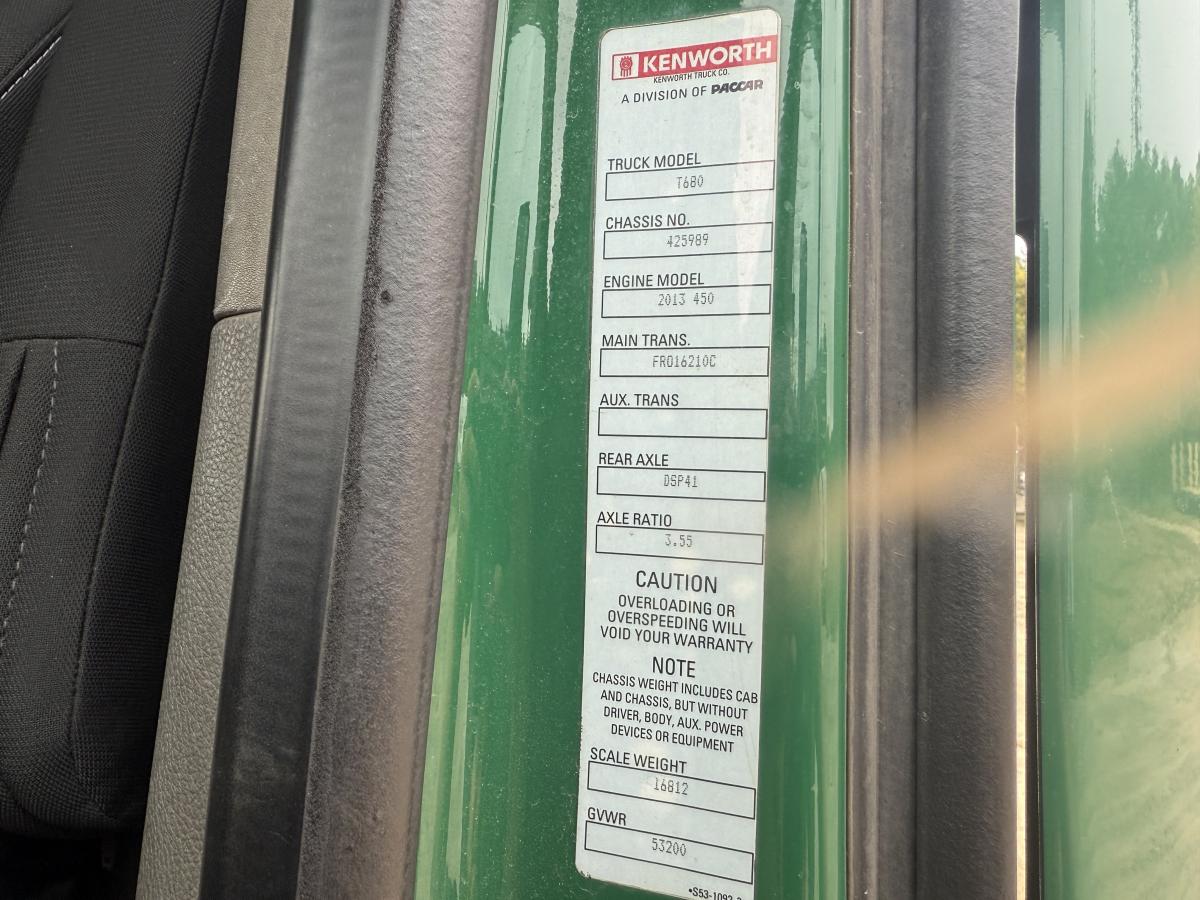 KENWORTH
KENWORTH TRUCK CO.
A DIVISION OF PACCAR
TRUCK MODEL
T680
CHASSIS NO.
425989
ENGINE MODEL
2013 450
MAIN TRANS.
FRO16210C
AUX. TRANS
REAR AXLE
DSP41
AXLE RATIO
3.55
CAUTION
OVERLOADING OR
OVERSPEEDING WILL
VOID YOUR WARRANTY
NOTE
CHASSIS WEIGHT INCLUDES CAB
AND CHASSIS, BUT WITHOUT
DRIVER, BODY, AUX. POWER
DEVICES OR EQUIPMENT
SCALE WEIGHT
16812
GVWR
53200